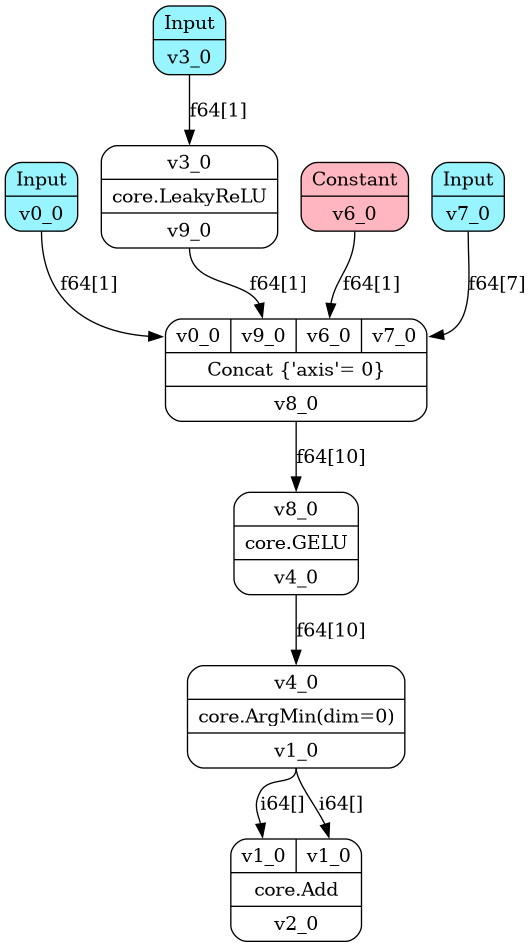 Input
v3_0
f64[1]
v3_0
core.LeakyReLU
v9_0
Input
v0_0
Constant
v6_0
Input
v7_0
f64[1]
f64[1]
f64[1]
f64[7]
v0_0 v9_0 v6_0 v7_0
Concat {'axis'= 0}
v8_0
f64[10]
v8_0
core.GELU
v4_0
f64[10]
v4_0
core.ArgMin(dim=0)
v1_0
i64[] i64[]
v1_0 v1_0
core.Add
v2_0